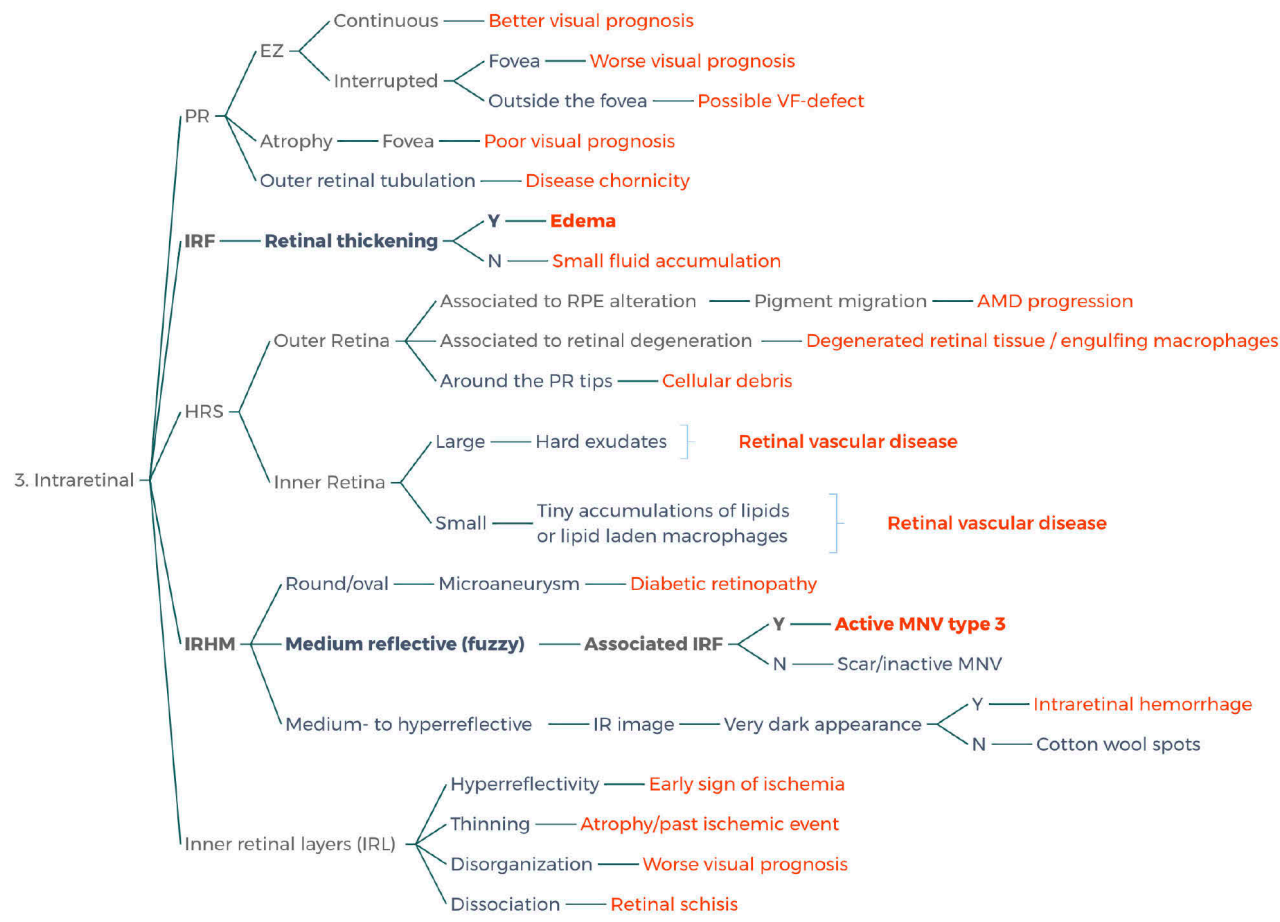 Continuous
Better visual prognosis
EZ
Fovea
Worse visual prognosis
Interrupted
Outside the fovea
Possible VF-defect
PR
Atrophy
Fovea
Poor visual prognosis
Outer retinal tubulation
Disease chornicity
Y
Edema
IRF
Retinal thickening
N
Small fluid accumulation
Associated to RPE alteration
Pigment migration
AMD progression
Outer Retina
Associated to retinal degeneration
Degenerated retinal tissue / engulfing macrophages
Around the PR tips
Cellular debris
HRS
Large
Hard exudates
Retinal vascular disease
3. Intraretinal
Inner Retina
Small
Tiny accumulations of lipids
or lipid laden macrophages
Retinal vascular disease
Round/oval
Microaneurysm
Diabetic retinopathy
IRHM
Medium reflective (fuzzy)
Associated IRF
Y
Active MNV type 3
N
Scar/inactive MNV
Medium- to hyperreflective
IR image
Very dark appearance
Y
Intraretinal hemorrhage
N
Cotton wool spots
Hyperreflectivity
Early sign of ischemia
Thinning
Atrophy/past ischemic event
Inner retinal layers (IRL)
Disorganization
Worse visual prognosis
Dissociation
Retinal schisis